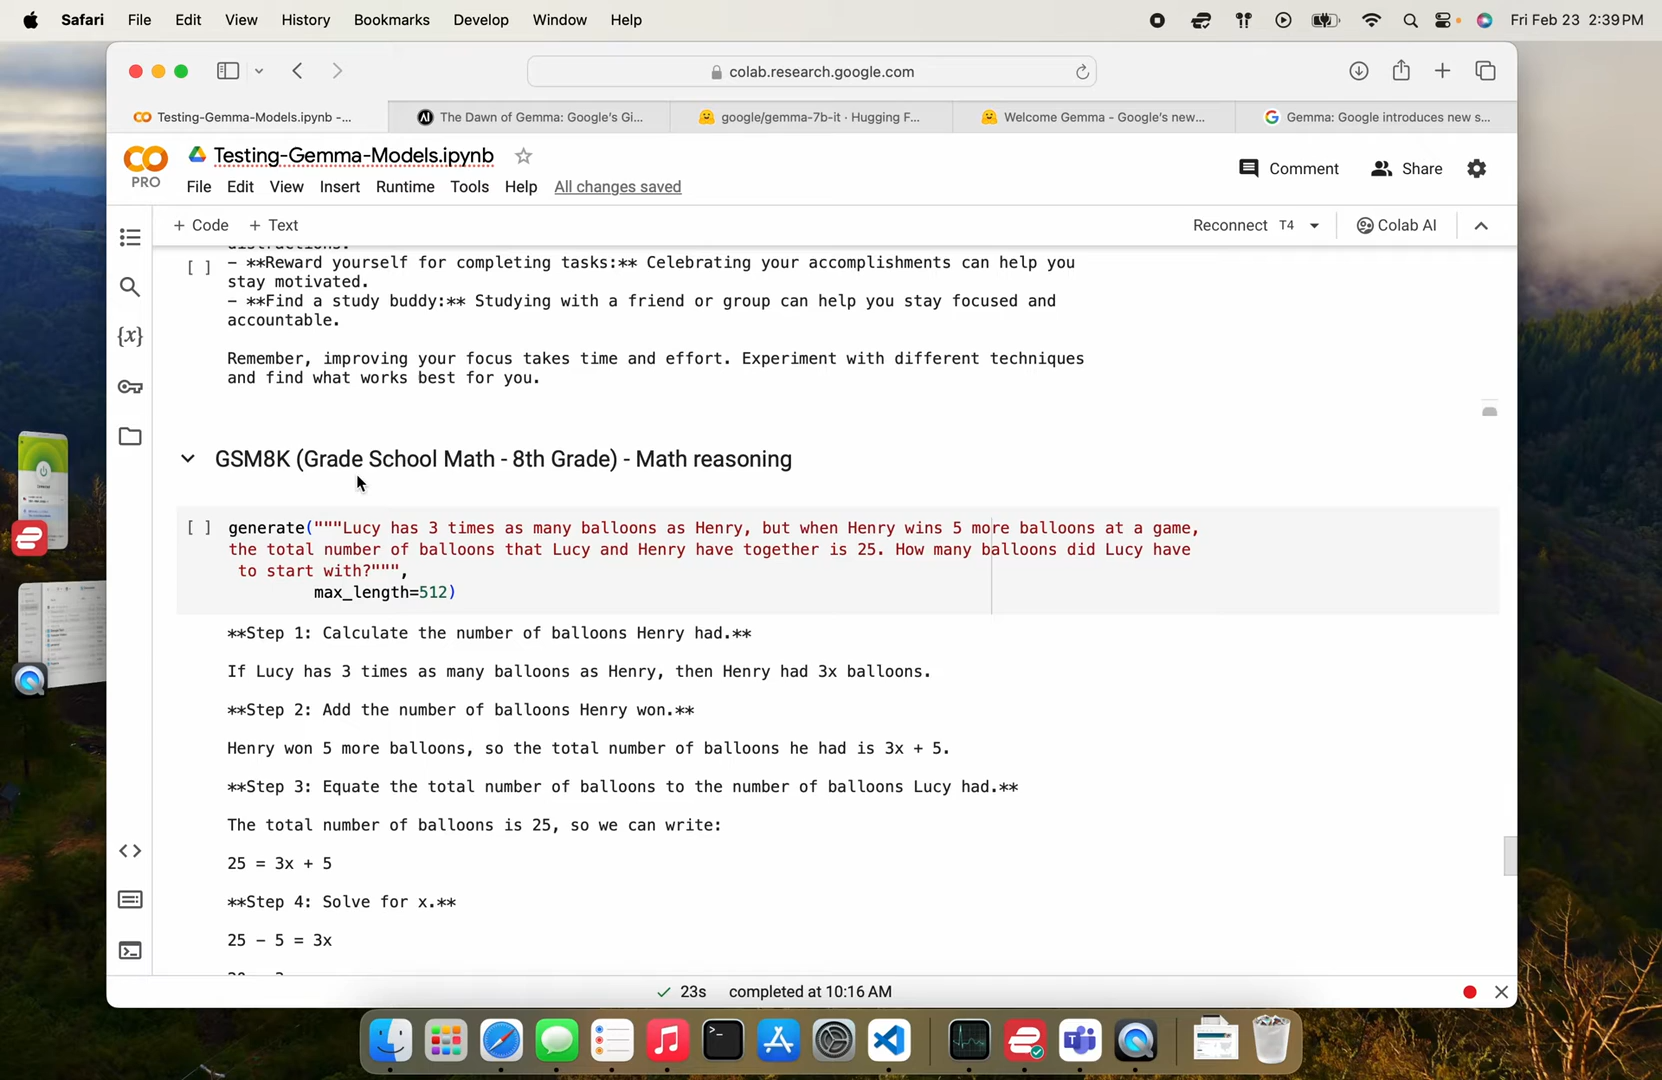 Safari File Edit View History Bookmarks Develop Window Help Fri Feb 23 2:39 PM
colab.research.google.com
Testing-Gemma-Models.ipynb -... The Dawn of Gemma: Google's Gi... google/gemma-7b-it · Hugging F... Welcome Gemma - Google's new... Gemma: Google introduces new s...
CO
PRO
Testing-Gemma-Models.ipynb
Comment Share
File Edit View Insert Runtime Tools Help All changes saved
+ Code + Text Reconnect T4 Colab AI
distractions.
[ ] – **Reward yourself for completing tasks:** Celebrating your accomplishments can help you
stay motivated.
– **Find a study buddy:** Studying with a friend or group can help you stay focused and
accountable.
Remember, improving your focus takes time and effort. Experiment with different techniques
and find what works best for you.
GSM8K (Grade School Math - 8th Grade) - Math reasoning
[ ] generate("""Lucy has 3 times as many balloons as Henry, but when Henry wins 5 more balloons at a game,
the total number of balloons that Lucy and Henry have together is 25. How many balloons did Lucy have
to start with?""",
max_length=512)
**Step 1: Calculate the number of balloons Henry had.**
If Lucy has 3 times as many balloons as Henry, then Henry had 3x balloons.
**Step 2: Add the number of balloons Henry won.**
Henry won 5 more balloons, so the total number of balloons he had is 3x + 5.
**Step 3: Equate the total number of balloons to the number of balloons Lucy had.**
The total number of balloons is 25, so we can write:
25 = 3x + 5
**Step 4: Solve for x.**
25 – 5 = 3x
23s completed at 10:16 AM